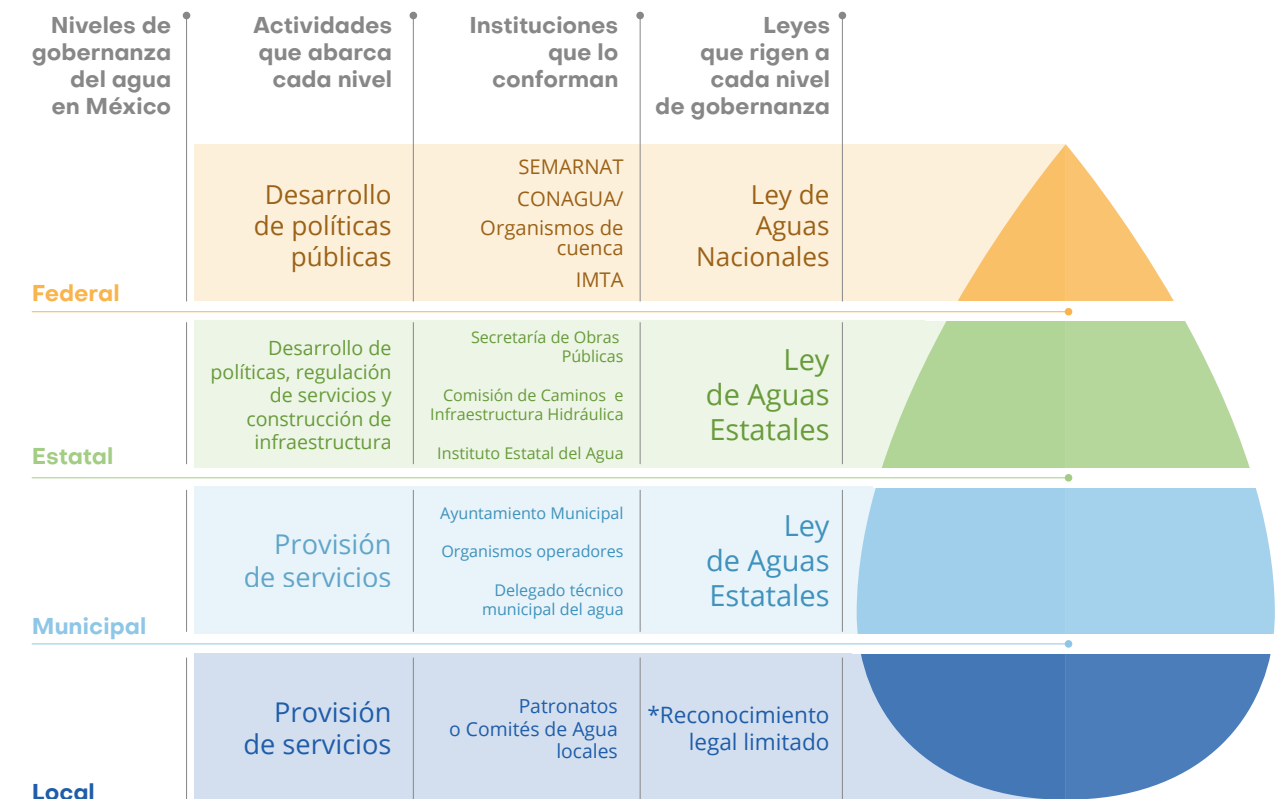 Niveles de
gobernanza
del agua
en México
Actividades
que abarca
cada nivel
Instituciones
que lo
conforman
Leyes
que rigen a
cada nivel
de gobernanza
Federal
Desarrollo
de políticas
públicas
SEMARNAT
CONAGUA/
Organismos de
cuenca
IMTA
Ley de
Aguas
Nacionales
Estatal
Desarrollo de
políticas, regulación
de servicios y
construcción de
infraestructura
Secretaría de Obras
Públicas
Comisión de Caminos e
Infraestructura Hidráulica
Instituto Estatal del Agua
Ley
de Aguas
Estatales
Municipal
Provisión
de servicios
Ayuntamiento Municipal
Organismos operadores
Delegado técnico
municipal del agua
Ley
de Aguas
Estatales
Local
Provisión
de servicios
Patronatos
o Comités de Agua
locales
*Reconocimiento
legal limitado